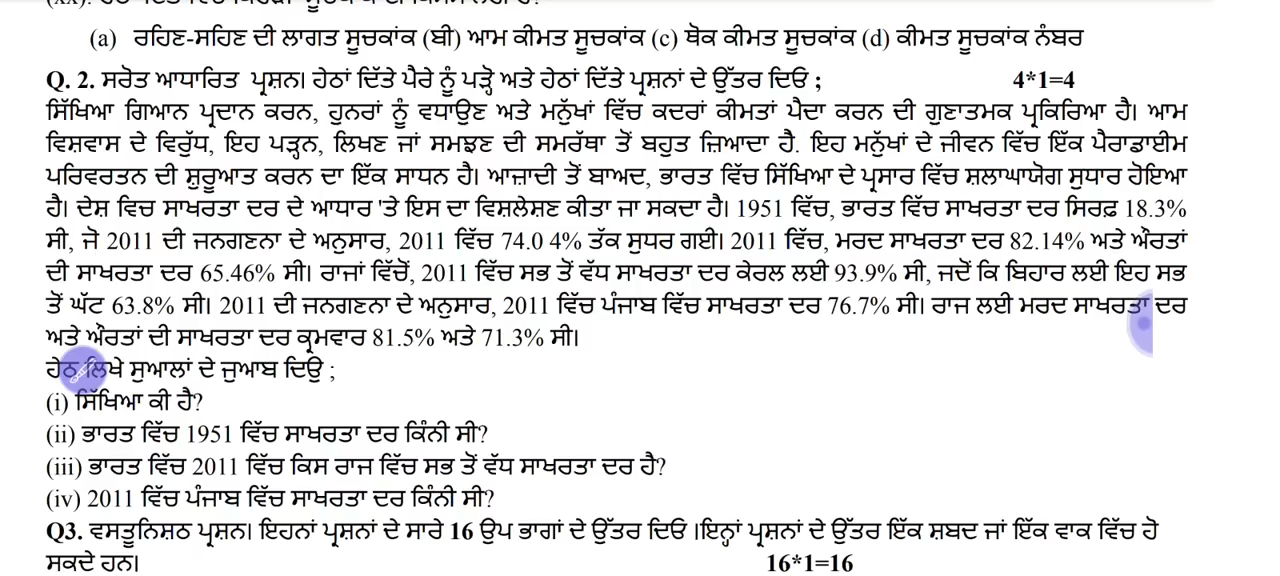 (a) ਰਹਿਣ-ਸਹਿਣ ਦੀ ਲਾਗਤ ਸੂਚਕਾਂਕ (ਬੀ) ਆਮ ਕੀਮਤ ਸੂਚਕਾਂਕ (c) ਥੋਕ ਕੀਮਤ ਸੂਚਕਾਂਕ (d) ਕੀਮਤ ਸੂਚਕਾਂਕ ਨੰਬਰ
Q. 2. ਸਰੋਤ ਆਧਾਰਿਤ ਪ੍ਰਸ਼ਨ। ਹੇਠਾਂ ਦਿੱਤੇ ਪੈਰੇ ਨੂੰ ਪੜ੍ਹੋ ਅਤੇ ਹੇਠਾਂ ਦਿੱਤੇ ਪ੍ਰਸ਼ਨਾਂ ਦੇ ਉੱਤਰ ਦਿਓ ; 4*1=4
ਸਿੱਖਿਆ ਗਿਆਨ ਪ੍ਰਦਾਨ ਕਰਨ, ਹੁਨਰਾਂ ਨੂੰ ਵਧਾਉਣ ਅਤੇ ਮਨੁੱਖਾਂ ਵਿੱਚ ਕਦਰਾਂ ਕੀਮਤਾਂ ਪੈਦਾ ਕਰਨ ਦੀ ਗੁਣਾਤਮਕ ਪ੍ਰਕਿਰਿਆ ਹੈ। ਆਮ
ਵਿਸ਼ਵਾਸ ਦੇ ਵਿਰੁੱਧ, ਇਹ ਪੜ੍ਹਨ, ਲਿਖਣ ਜਾਂ ਸਮਝਣ ਦੀ ਸਮਰੱਥਾ ਤੋਂ ਬਹੁਤ ਜ਼ਿਆਦਾ ਹੈ. ਇਹ ਮਨੁੱਖਾਂ ਦੇ ਜੀਵਨ ਵਿੱਚ ਇੱਕ ਪੈਰਾਡਾਈਮ
ਪਰਿਵਰਤਨ ਦੀ ਸ਼ੁਰੂਆਤ ਕਰਨ ਦਾ ਇੱਕ ਸਾਧਨ ਹੈ। ਆਜ਼ਾਦੀ ਤੋਂ ਬਾਅਦ, ਭਾਰਤ ਵਿੱਚ ਸਿੱਖਿਆ ਦੇ ਪ੍ਰਸਾਰ ਵਿੱਚ ਸ਼ਲਾਘਾਯੋਗ ਸੁਧਾਰ ਹੋਇਆ
ਹੈ। ਦੇਸ਼ ਵਿਚ ਸਾਖਰਤਾ ਦਰ ਦੇ ਆਧਾਰ 'ਤੇ ਇਸ ਦਾ ਵਿਸ਼ਲੇਸ਼ਣ ਕੀਤਾ ਜਾ ਸਕਦਾ ਹੈ। 1951 ਵਿੱਚ, ਭਾਰਤ ਵਿੱਚ ਸਾਖਰਤਾ ਦਰ ਸਿਰਫ਼ 18.3%
ਸੀ, ਜੋ 2011 ਦੀ ਜਨਗਣਨਾ ਦੇ ਅਨੁਸਾਰ, 2011 ਵਿੱਚ 74.0 4% ਤੱਕ ਸੁਧਰ ਗਈ। 2011 ਵਿੱਚ, ਮਰਦ ਸਾਖਰਤਾ ਦਰ 82.14% ਅਤੇ ਔਰਤਾਂ
ਦੀ ਸਾਖਰਤਾ ਦਰ 65.46% ਸੀ। ਰਾਜਾਂ ਵਿੱਚੋਂ, 2011 ਵਿੱਚ ਸਭ ਤੋਂ ਵੱਧ ਸਾਖਰਤਾ ਦਰ ਕੇਰਲ ਲਈ 93.9% ਸੀ, ਜਦੋਂ ਕਿ ਬਿਹਾਰ ਲਈ ਇਹ ਸਭ
ਤੋਂ ਘੱਟ 63.8% ਸੀ। 2011 ਦੀ ਜਨਗਣਨਾ ਦੇ ਅਨੁਸਾਰ, 2011 ਵਿੱਚ ਪੰਜਾਬ ਵਿੱਚ ਸਾਖਰਤਾ ਦਰ 76.7% ਸੀ। ਰਾਜ ਲਈ ਮਰਦ ਸਾਖਰਤਾ ਦਰ
ਅਤੇ ਔਰਤਾਂ ਦੀ ਸਾਖਰਤਾ ਦਰ ਕ੍ਰਮਵਾਰ 81.5% ਅਤੇ 71.3% ਸੀ।
ਹੇਠ ਲਿਖੇ ਸੁਆਲਾਂ ਦੇ ਜੁਆਬ ਦਿਉ ;
(i) ਸਿੱਖਿਆ ਕੀ ਹੈ?
(ii) ਭਾਰਤ ਵਿੱਚ 1951 ਵਿੱਚ ਸਾਖਰਤਾ ਦਰ ਕਿੰਨੀ ਸੀ?
(iii) ਭਾਰਤ ਵਿੱਚ 2011 ਵਿੱਚ ਕਿਸ ਰਾਜ ਵਿੱਚ ਸਭ ਤੋਂ ਵੱਧ ਸਾਖਰਤਾ ਦਰ ਹੈ?
(iv) 2011 ਵਿੱਚ ਪੰਜਾਬ ਵਿੱਚ ਸਾਖਰਤਾ ਦਰ ਕਿੰਨੀ ਸੀ?
Q3. ਵਸਤੂਨਿਸ਼ਠ ਪ੍ਰਸ਼ਨ। ਇਹਨਾਂ ਪ੍ਰਸ਼ਨਾਂ ਦੇ ਸਾਰੇ 16 ਉਪ ਭਾਗਾਂ ਦੇ ਉੱਤਰ ਦਿਓ ।ਇਨ੍ਹਾਂ ਪ੍ਰਸ਼ਨਾਂ ਦੇ ਉੱਤਰ ਇੱਕ ਸ਼ਬਦ ਜਾਂ ਇੱਕ ਵਾਕ ਵਿੱਚ ਹੋ
ਸਕਦੇ ਹਨ। 16*1=16